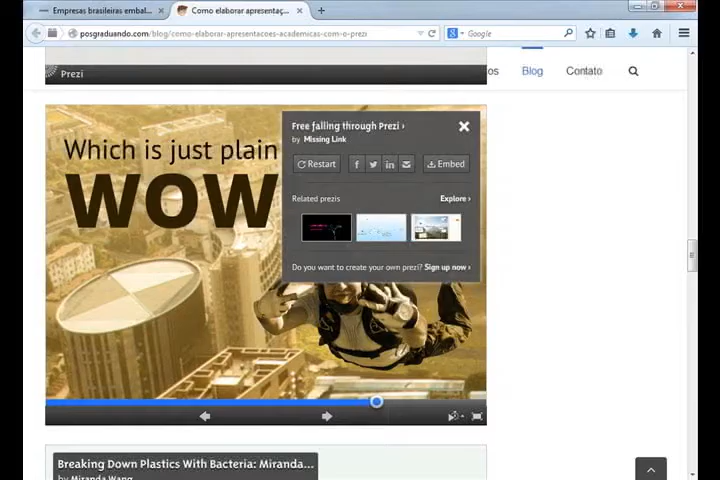 Empresas brasileiras embal...
Como elaborar apresentaç...
posgraduando.com/blog/como-elaborar-apresentacoes-academicas-com-o-prezi
Google
Prezi
os
Blog
Contato
Which is just plain
WOW
Free falling through Prezi ›
by Missing Link
Restart
Embed
Related prezis
Explore ›
Do you want to create your own prezi? Sign up now ›
Breaking Down Plastics With Bacteria: Miranda...
by Miranda Wang